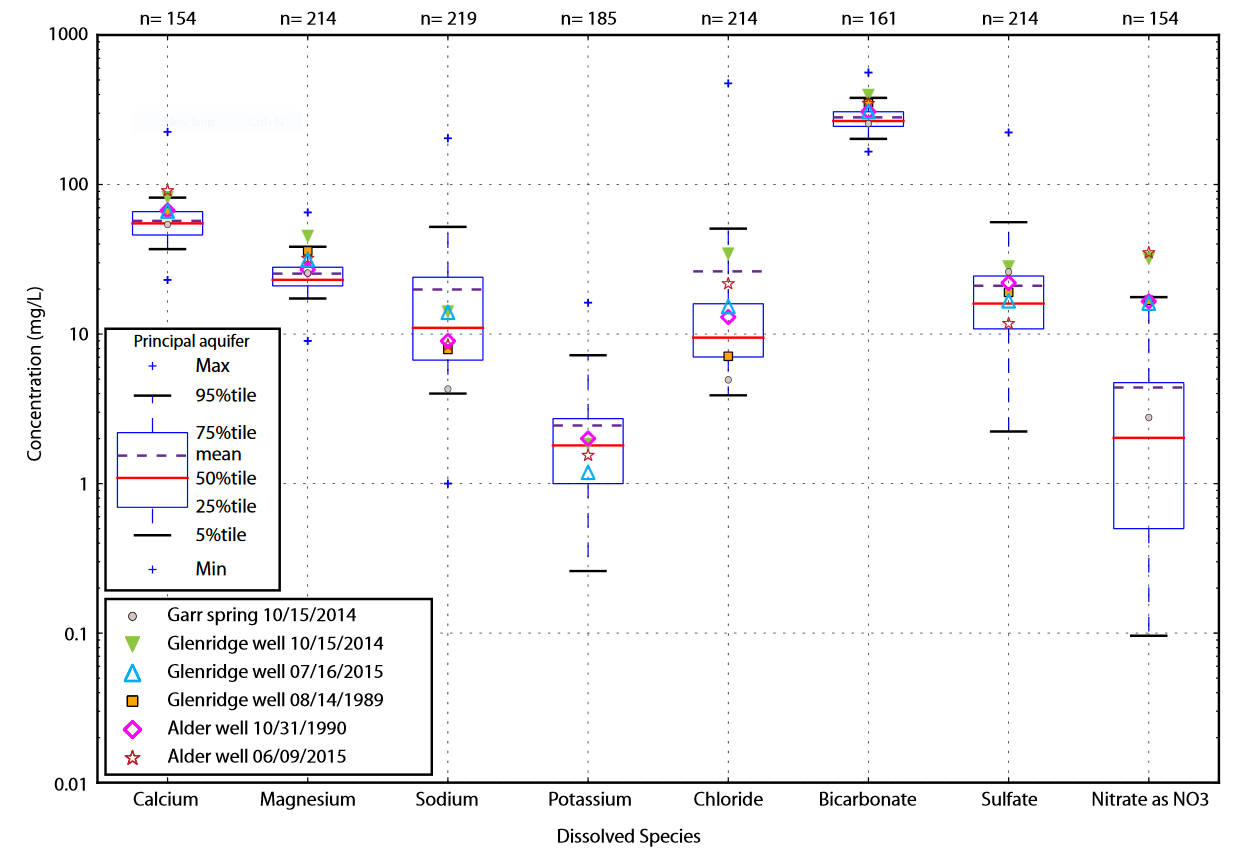 n= 154 n= 214 n= 219 n= 185 n= 214 n= 161 n= 214 n= 154
1000
100
10
1
0.1
0.01
Concentration (mg/L)
Principal aquifer
Max
95%tile
75%tile
mean
50%tile
25%tile
5%tile
Min
Garr spring 10/15/2014
Glenridge well 10/15/2014
Glenridge well 07/16/2015
Glenridge well 08/14/1989
Alder well 10/31/1990
Alder well 06/09/2015
Calcium Magnesium Sodium Potassium Chloride Bicarbonate Sulfate Nitrate as NO3
Dissolved Species